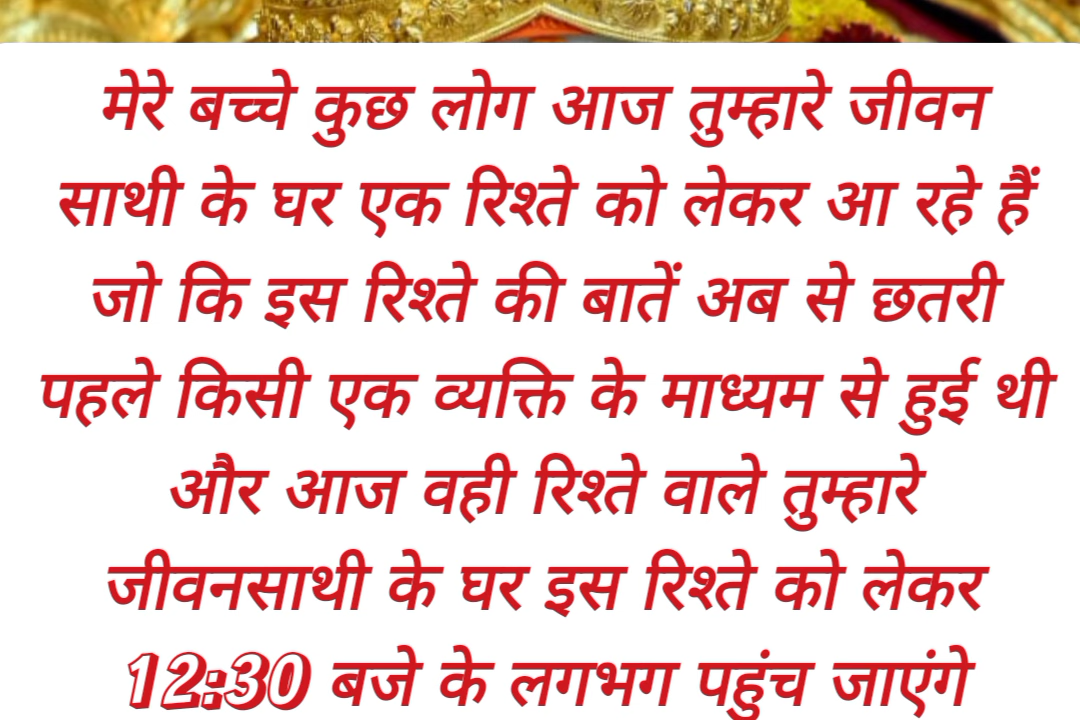 मेरे बच्चे कुछ लोग आज तुम्हारे जीवन
साथी के घर एक रिश्ते को लेकर आ रहे हैं
जो कि इस रिश्ते की बातें अब से छतरी
पहले किसी एक व्यक्ति के माध्यम से हुई थी
और आज वही रिश्ते वाले तुम्हारे
जीवनसाथी के घर इस रिश्ते को लेकर
12:30 बजे के लगभग पहुंच जाएंगे